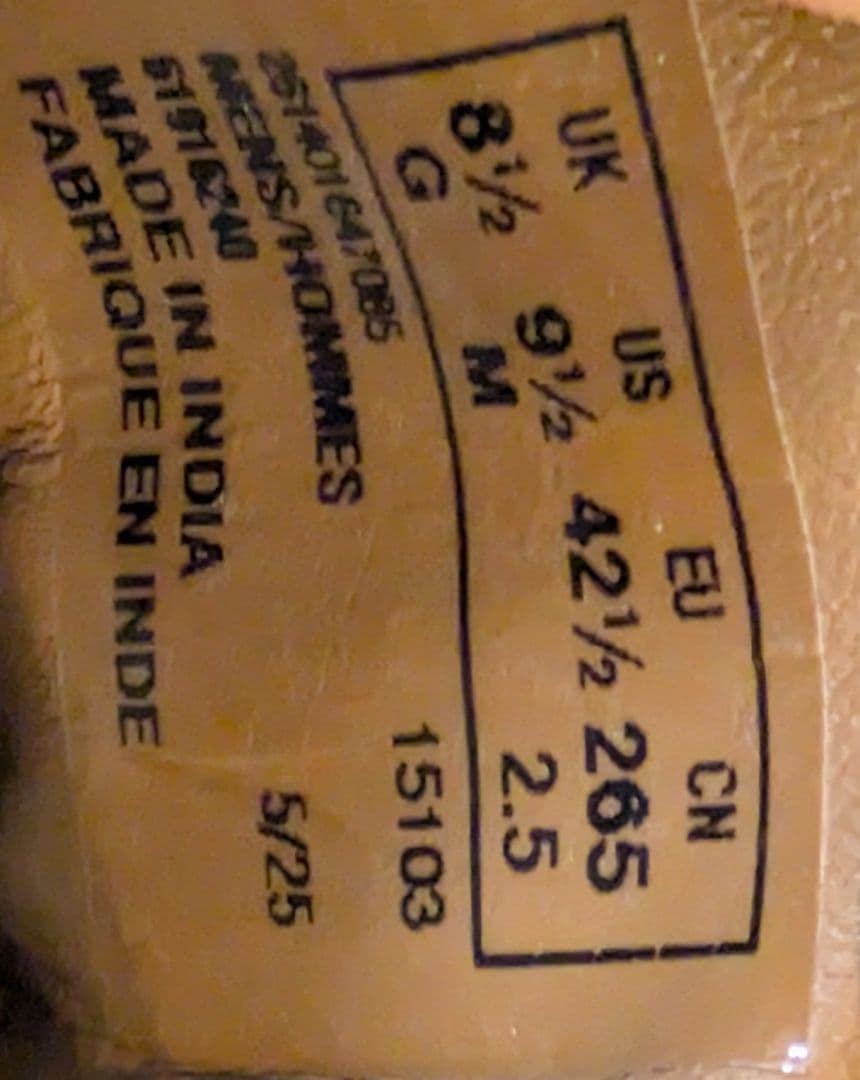 UK US EU CN
8½ 9½ 42½ 265
G M 2.5
15103
MENS/HOMMES
5/25
MADE IN INDIA
FABRIQUE EN INDE